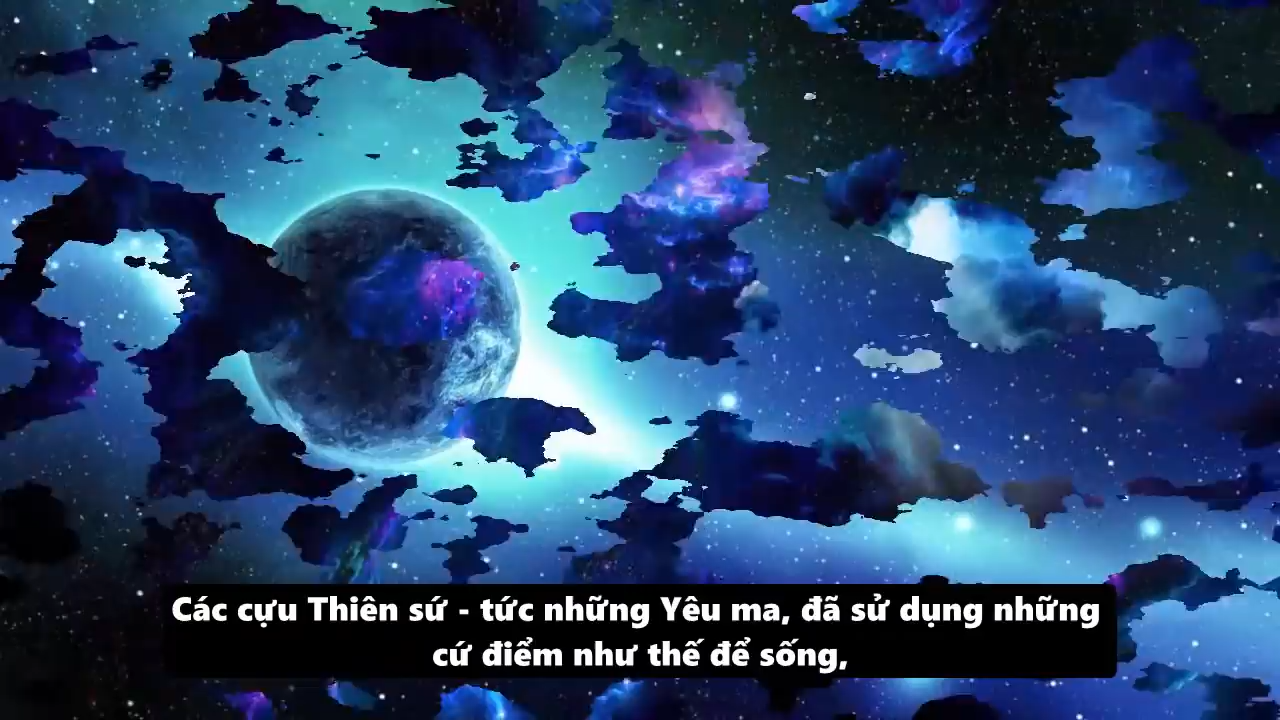 Các cựu Thiên sứ - tức những Yêu ma, đã sử dụng những
cứ điểm như thế để sống,